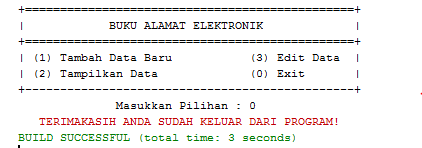 +===============================================+
| BUKU ALAMAT ELEKTRONIK |
+===============================================+
| (1) Tambah Data Baru (3) Edit Data |
| (2) Tampilkan Data (0) Exit |
+-----------------------------------------------+
Masukkan Pilihan : 0
TERIMAKASIH ANDA SUDAH KELUAR DARI PROGRAM!
BUILD SUCCESSFUL (total time: 3 seconds)